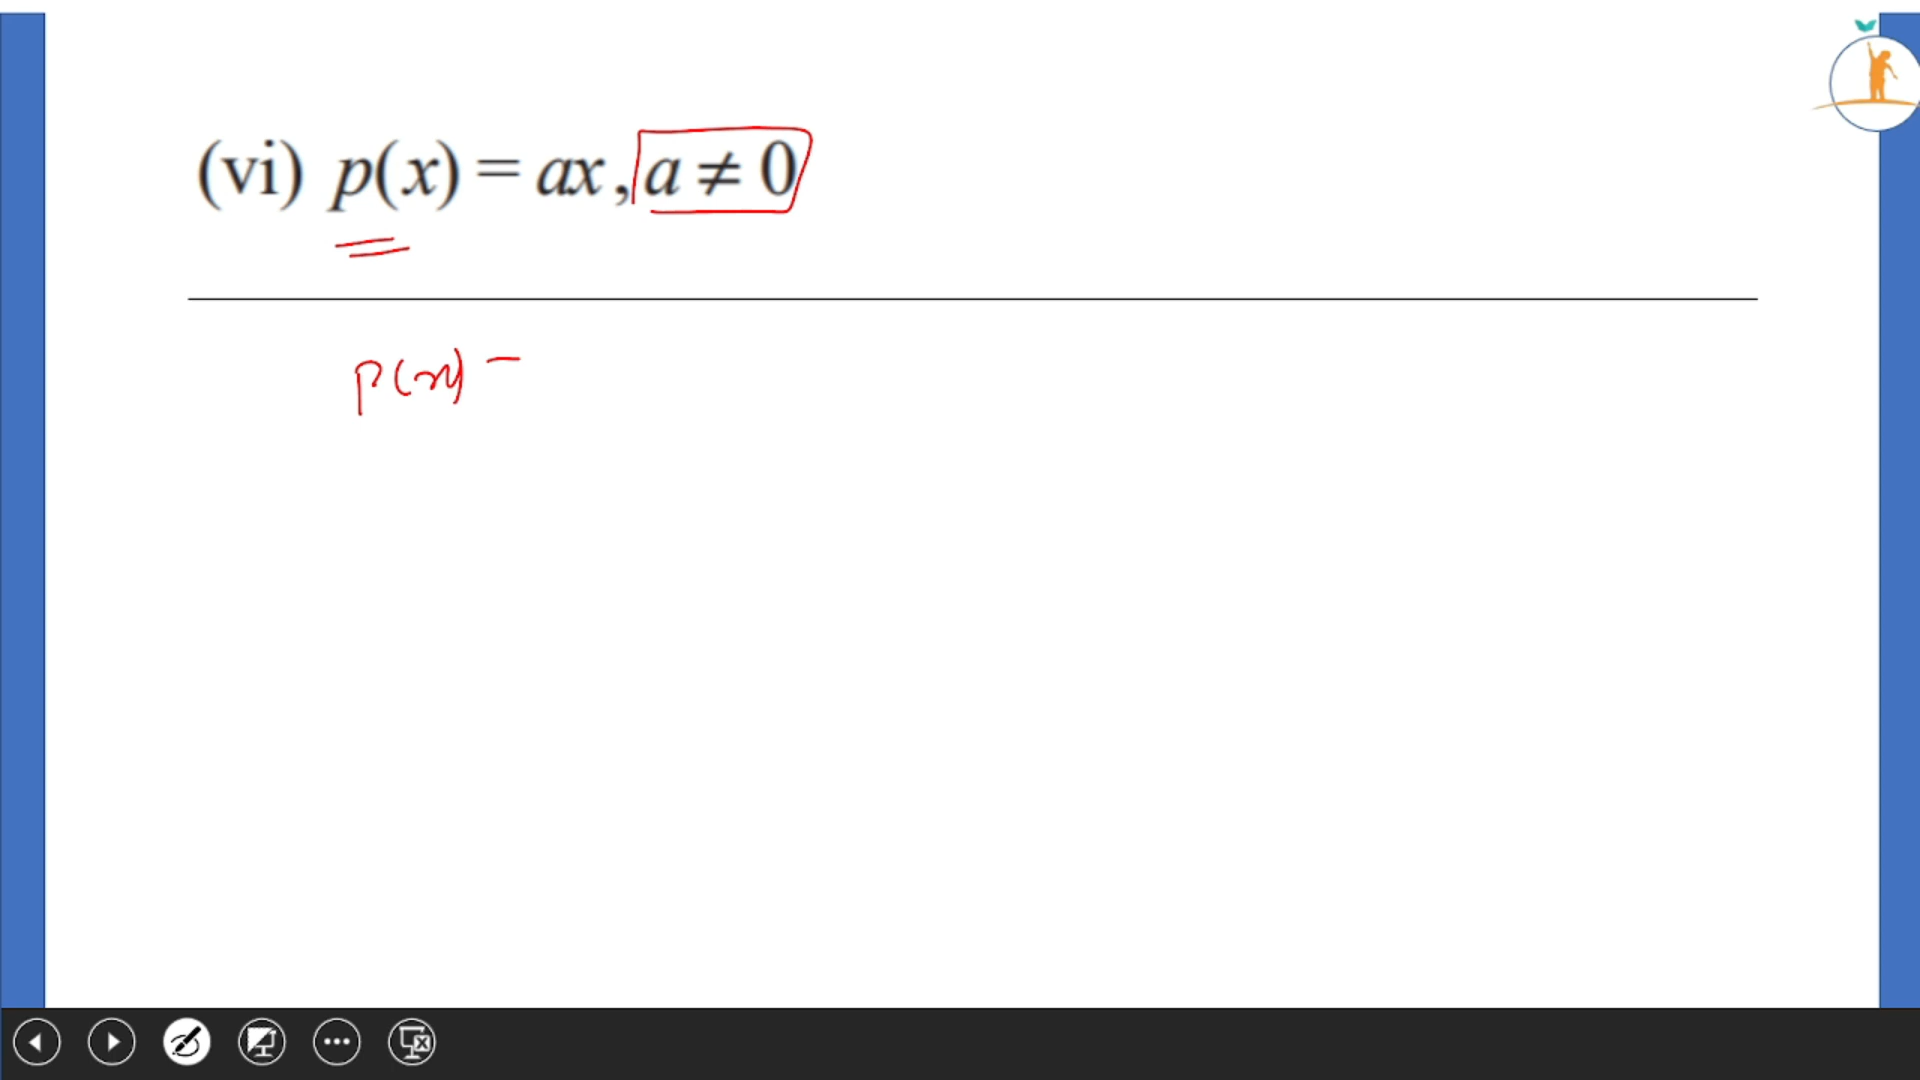 (vi) p(x) = ax, a ≠ 0
p(x) -